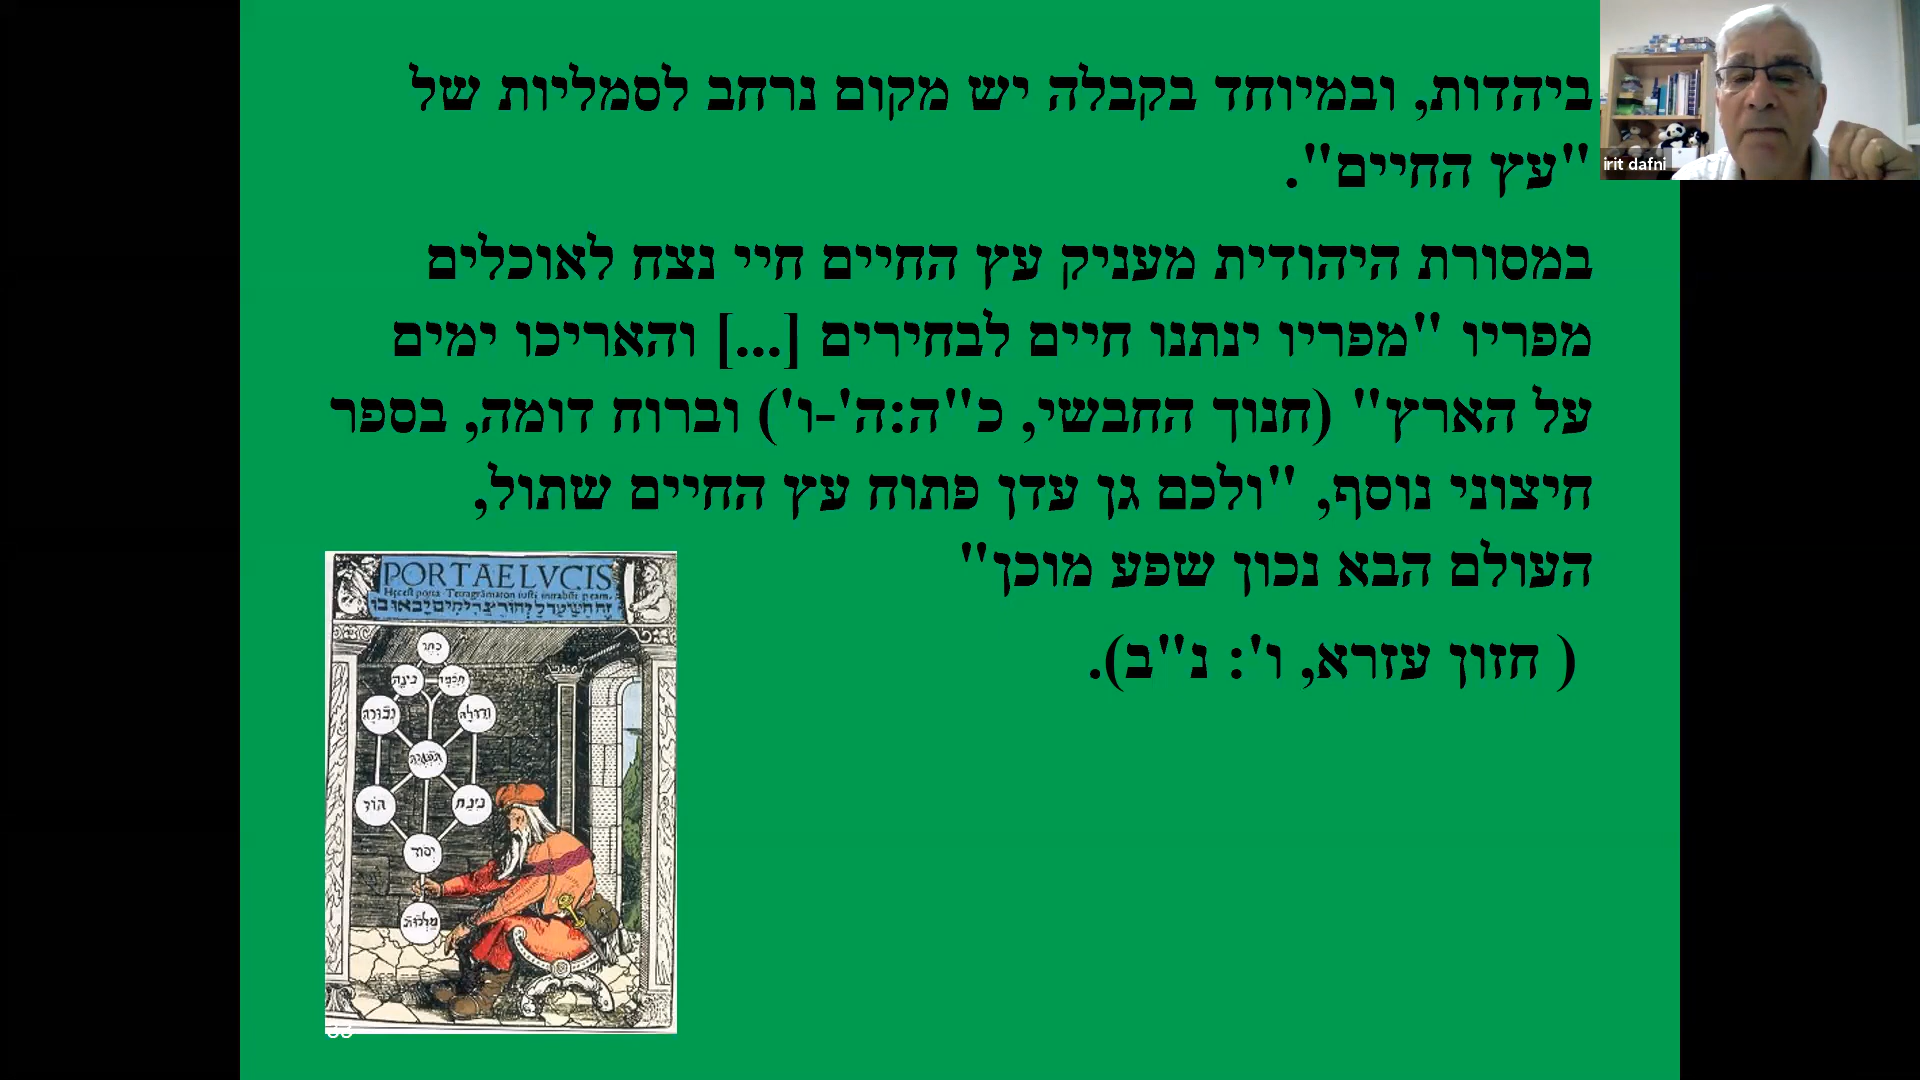 ביהדות, ובמיוחד בקבלה יש מקום נרחב לסמליות של
"עץ החיים".
במסורת היהודית מעניק עץ החיים חיי נצח לאוכלים
מפריו "מפריו ינתנו חיים לבחירים [...] והאריכו ימים
על הארץ" (חנוך החבשי, כ"ה:ה'-ו') וברוח דומה, בספר
חיצוני נוסף, "ולכם גן עדן פתוח עץ החיים שתול,
העולם הבא נכון שפע מוכן"
( חזון עזרא, ו': נ"ב).
irit dafni
PORTAE LVCIS
כתר
בינה
גבורה
גדולה
תפארת
הוד
יסוד
מלכות
33